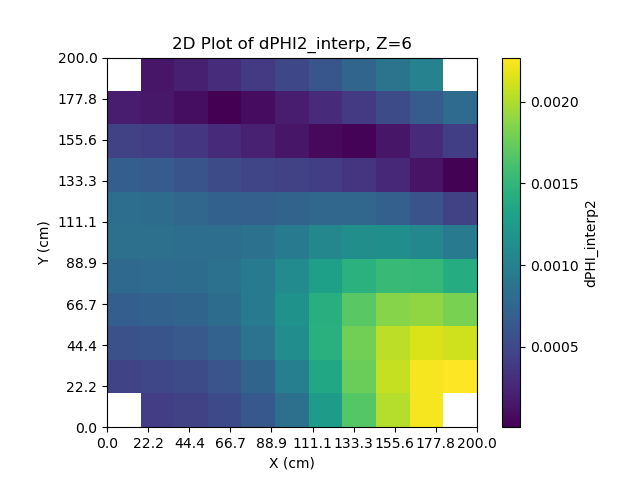 2D Plot of dPHI2_interp, Z=6
200.0
177.8
155.6
133.3
111.1
88.9
66.7
44.4
22.2
0.0
Y (cm)
0.0 22.2 44.4 66.7 88.9 111.1 133.3 155.6 177.8 200.0
X (cm)
0.0020
0.0015
0.0010
0.0005
dPHI_interp2